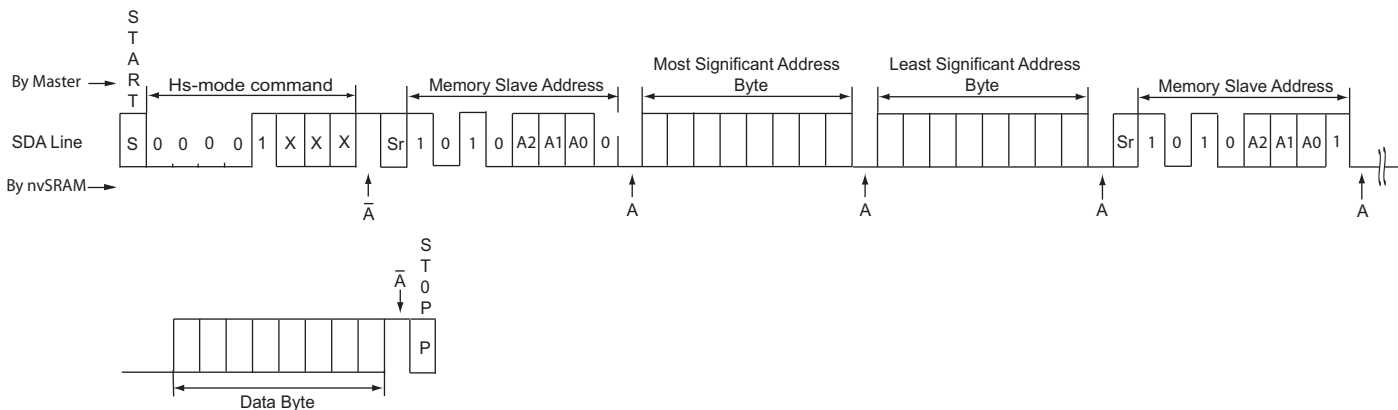 START
By Master
Hs-mode command
Memory Slave Address
Most Significant Address
Byte
Least Significant Address
Byte
Memory Slave Address
SDA Line
S 0 0 0 0 1 X X X Sr 1 0 1 0 A2 A1 A0 0 Sr 1 0 1 0 A2 A1 A0 1
By nvSRAM
A̅ A A A A
ST0P
A̅
P
Data Byte